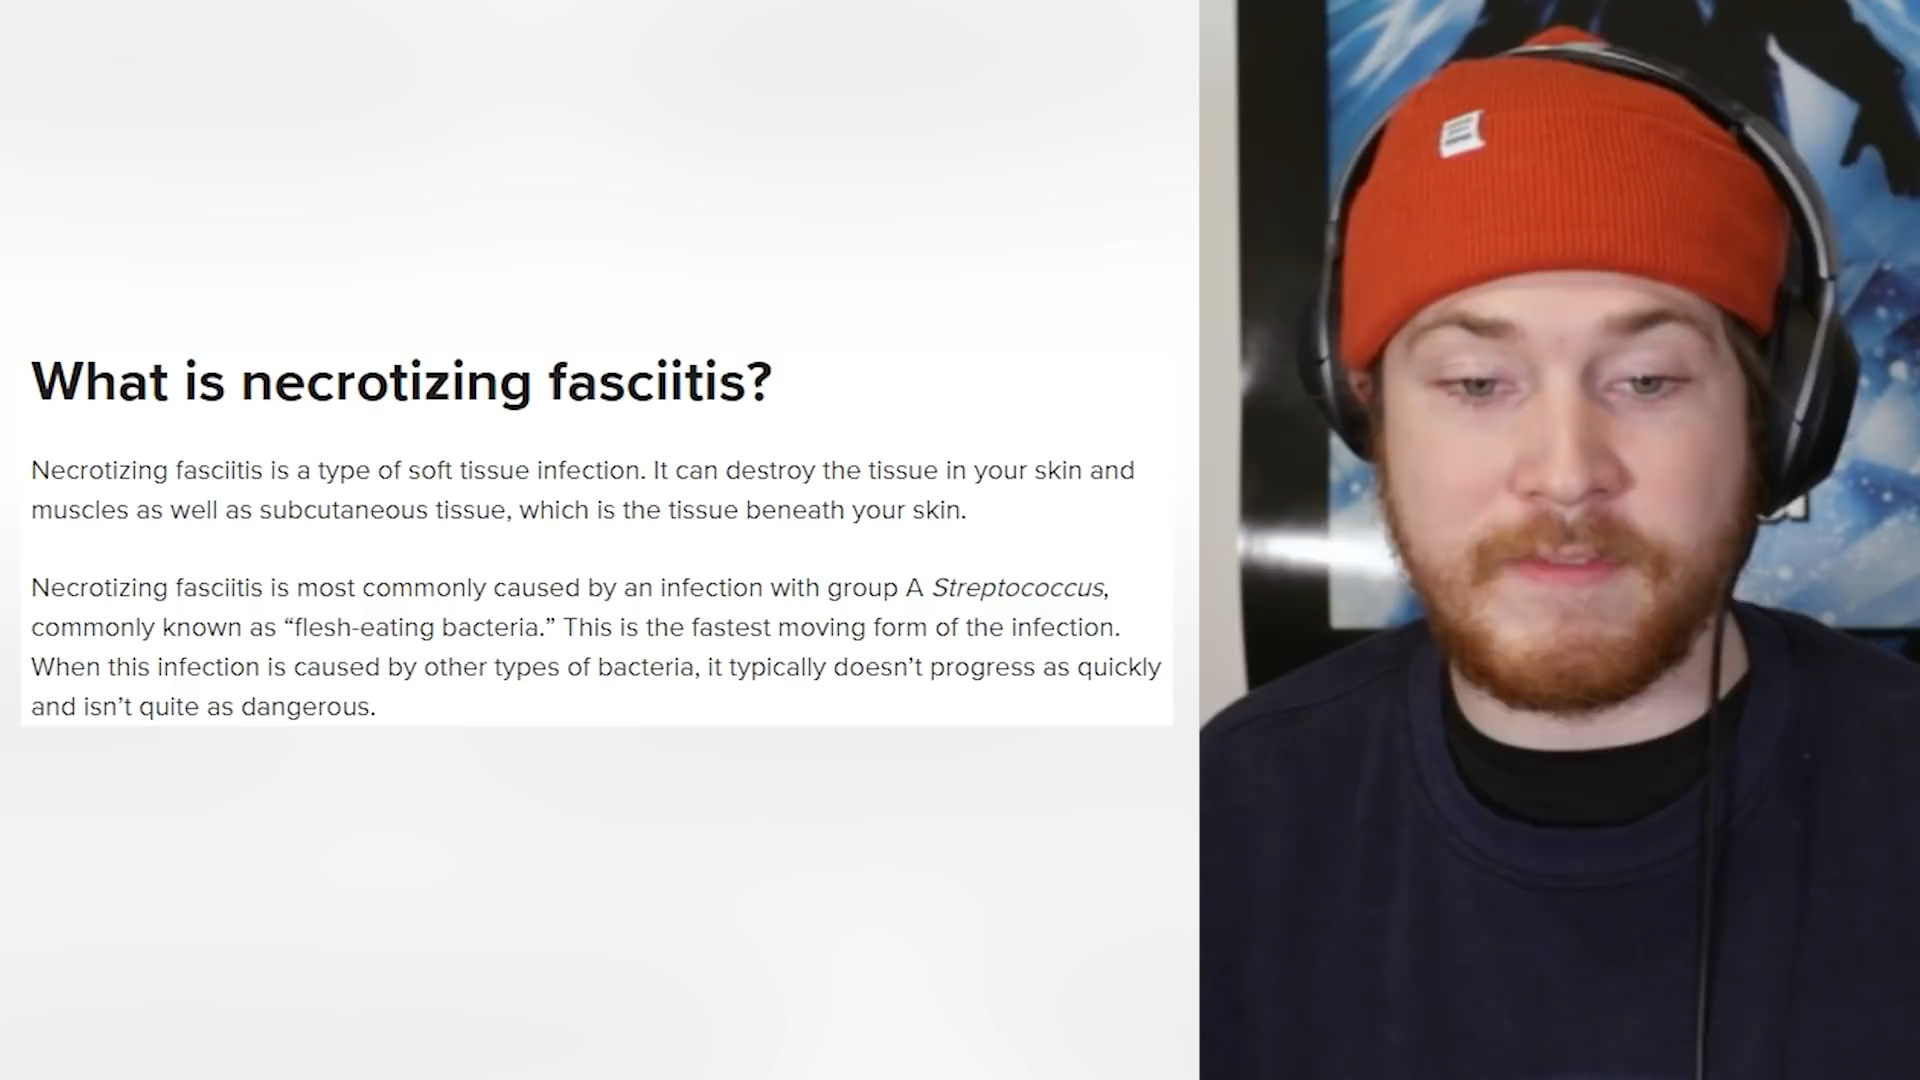 What is necrotizing fasciitis?
Necrotizing fasciitis is a type of soft tissue infection. It can destroy the tissue in your skin and
muscles as well as subcutaneous tissue, which is the tissue beneath your skin.
Necrotizing fasciitis is most commonly caused by an infection with group A Streptococcus,
commonly known as “flesh-eating bacteria.” This is the fastest moving form of the infection.
When this infection is caused by other types of bacteria, it typically doesn’t progress as quickly
and isn’t quite as dangerous.